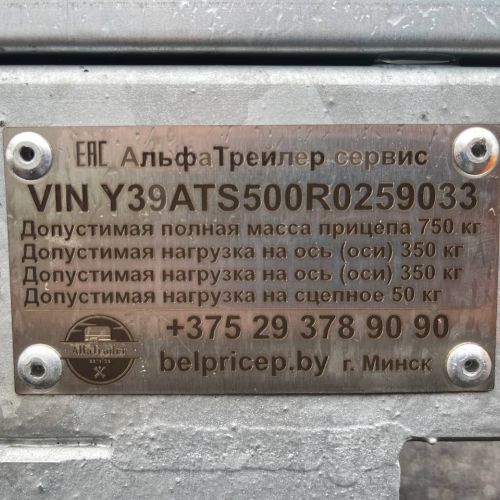 EAC АльфаТрейлер сервис
VIN Y39ATS500R0259033
Допустимая полная масса прицепа 750 кг
Допустимая нагрузка на ось (оси) 350 кг
Допустимая нагрузка на ось (оси) 350 кг
Допустимая нагрузка на сцепное 50 кг
+375 29 378 90 90
AlfaTrailer
service
belpricep.by г. Минск